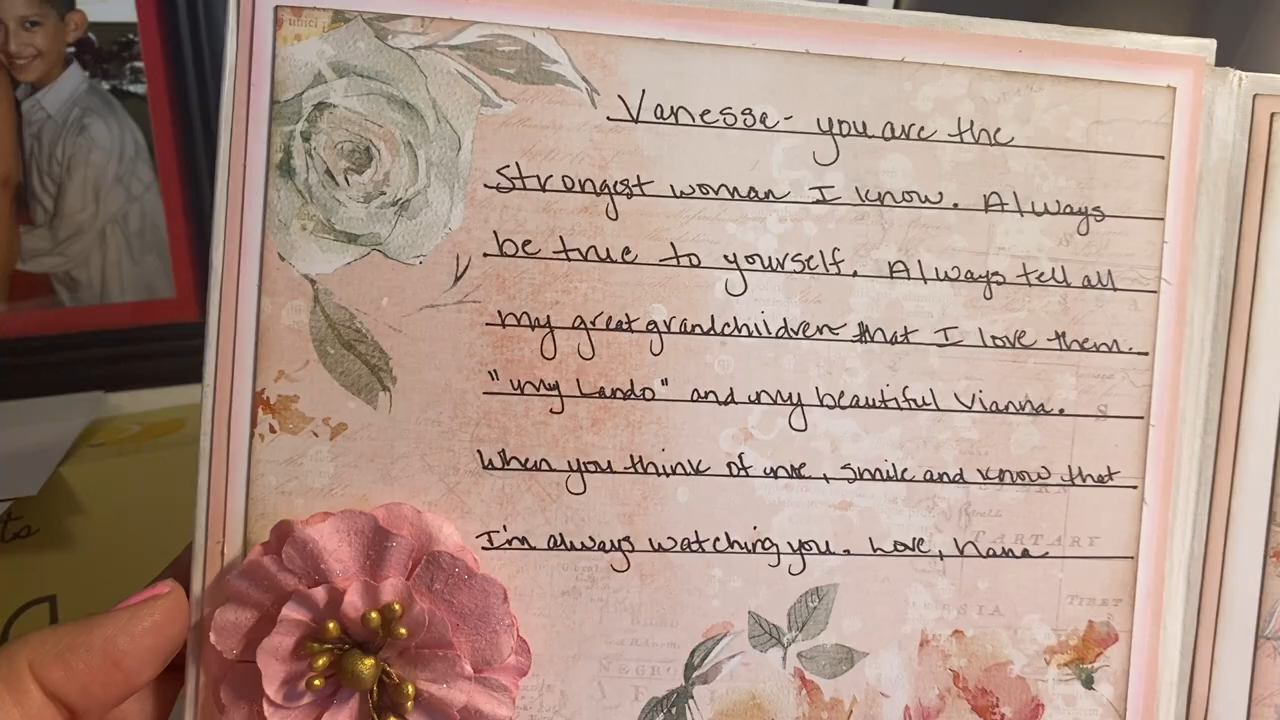 Vanessa - you are the
strongest woman I know. Always
be true to yourself. Always tell all
my great grandchildren that I love them.
"my Lando" and my beautiful Vianna.
When you think of me, smile and know that
I'm always watching you. Love, Nana
TARTARY
TIBET